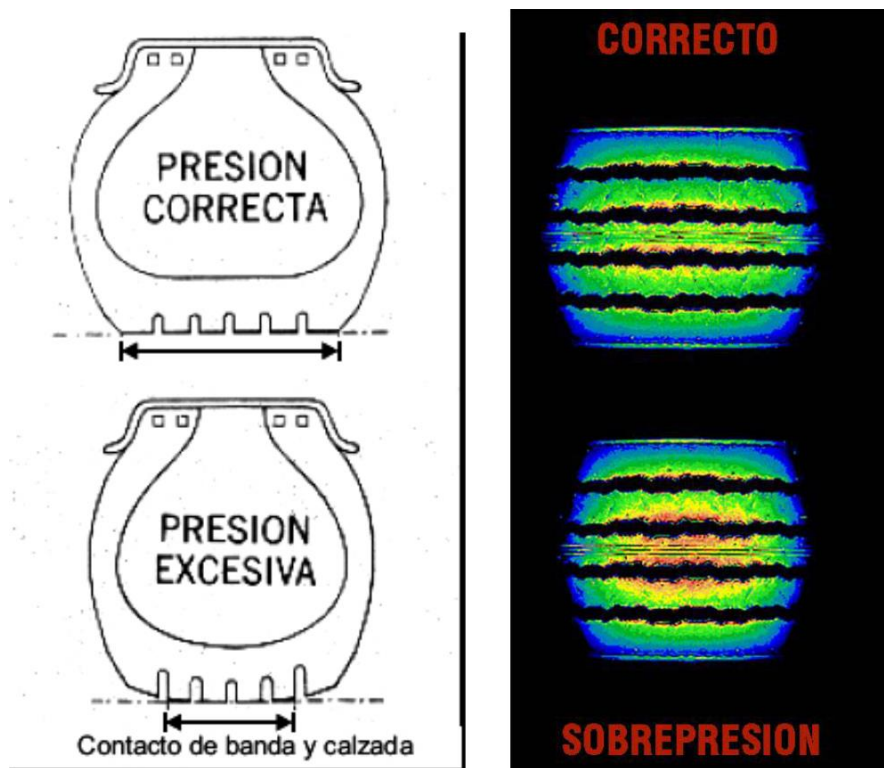 PRESION
CORRECTA
PRESION
EXCESIVA
Contacto de banda y calzada
CORRECTO
SOBREPRESION